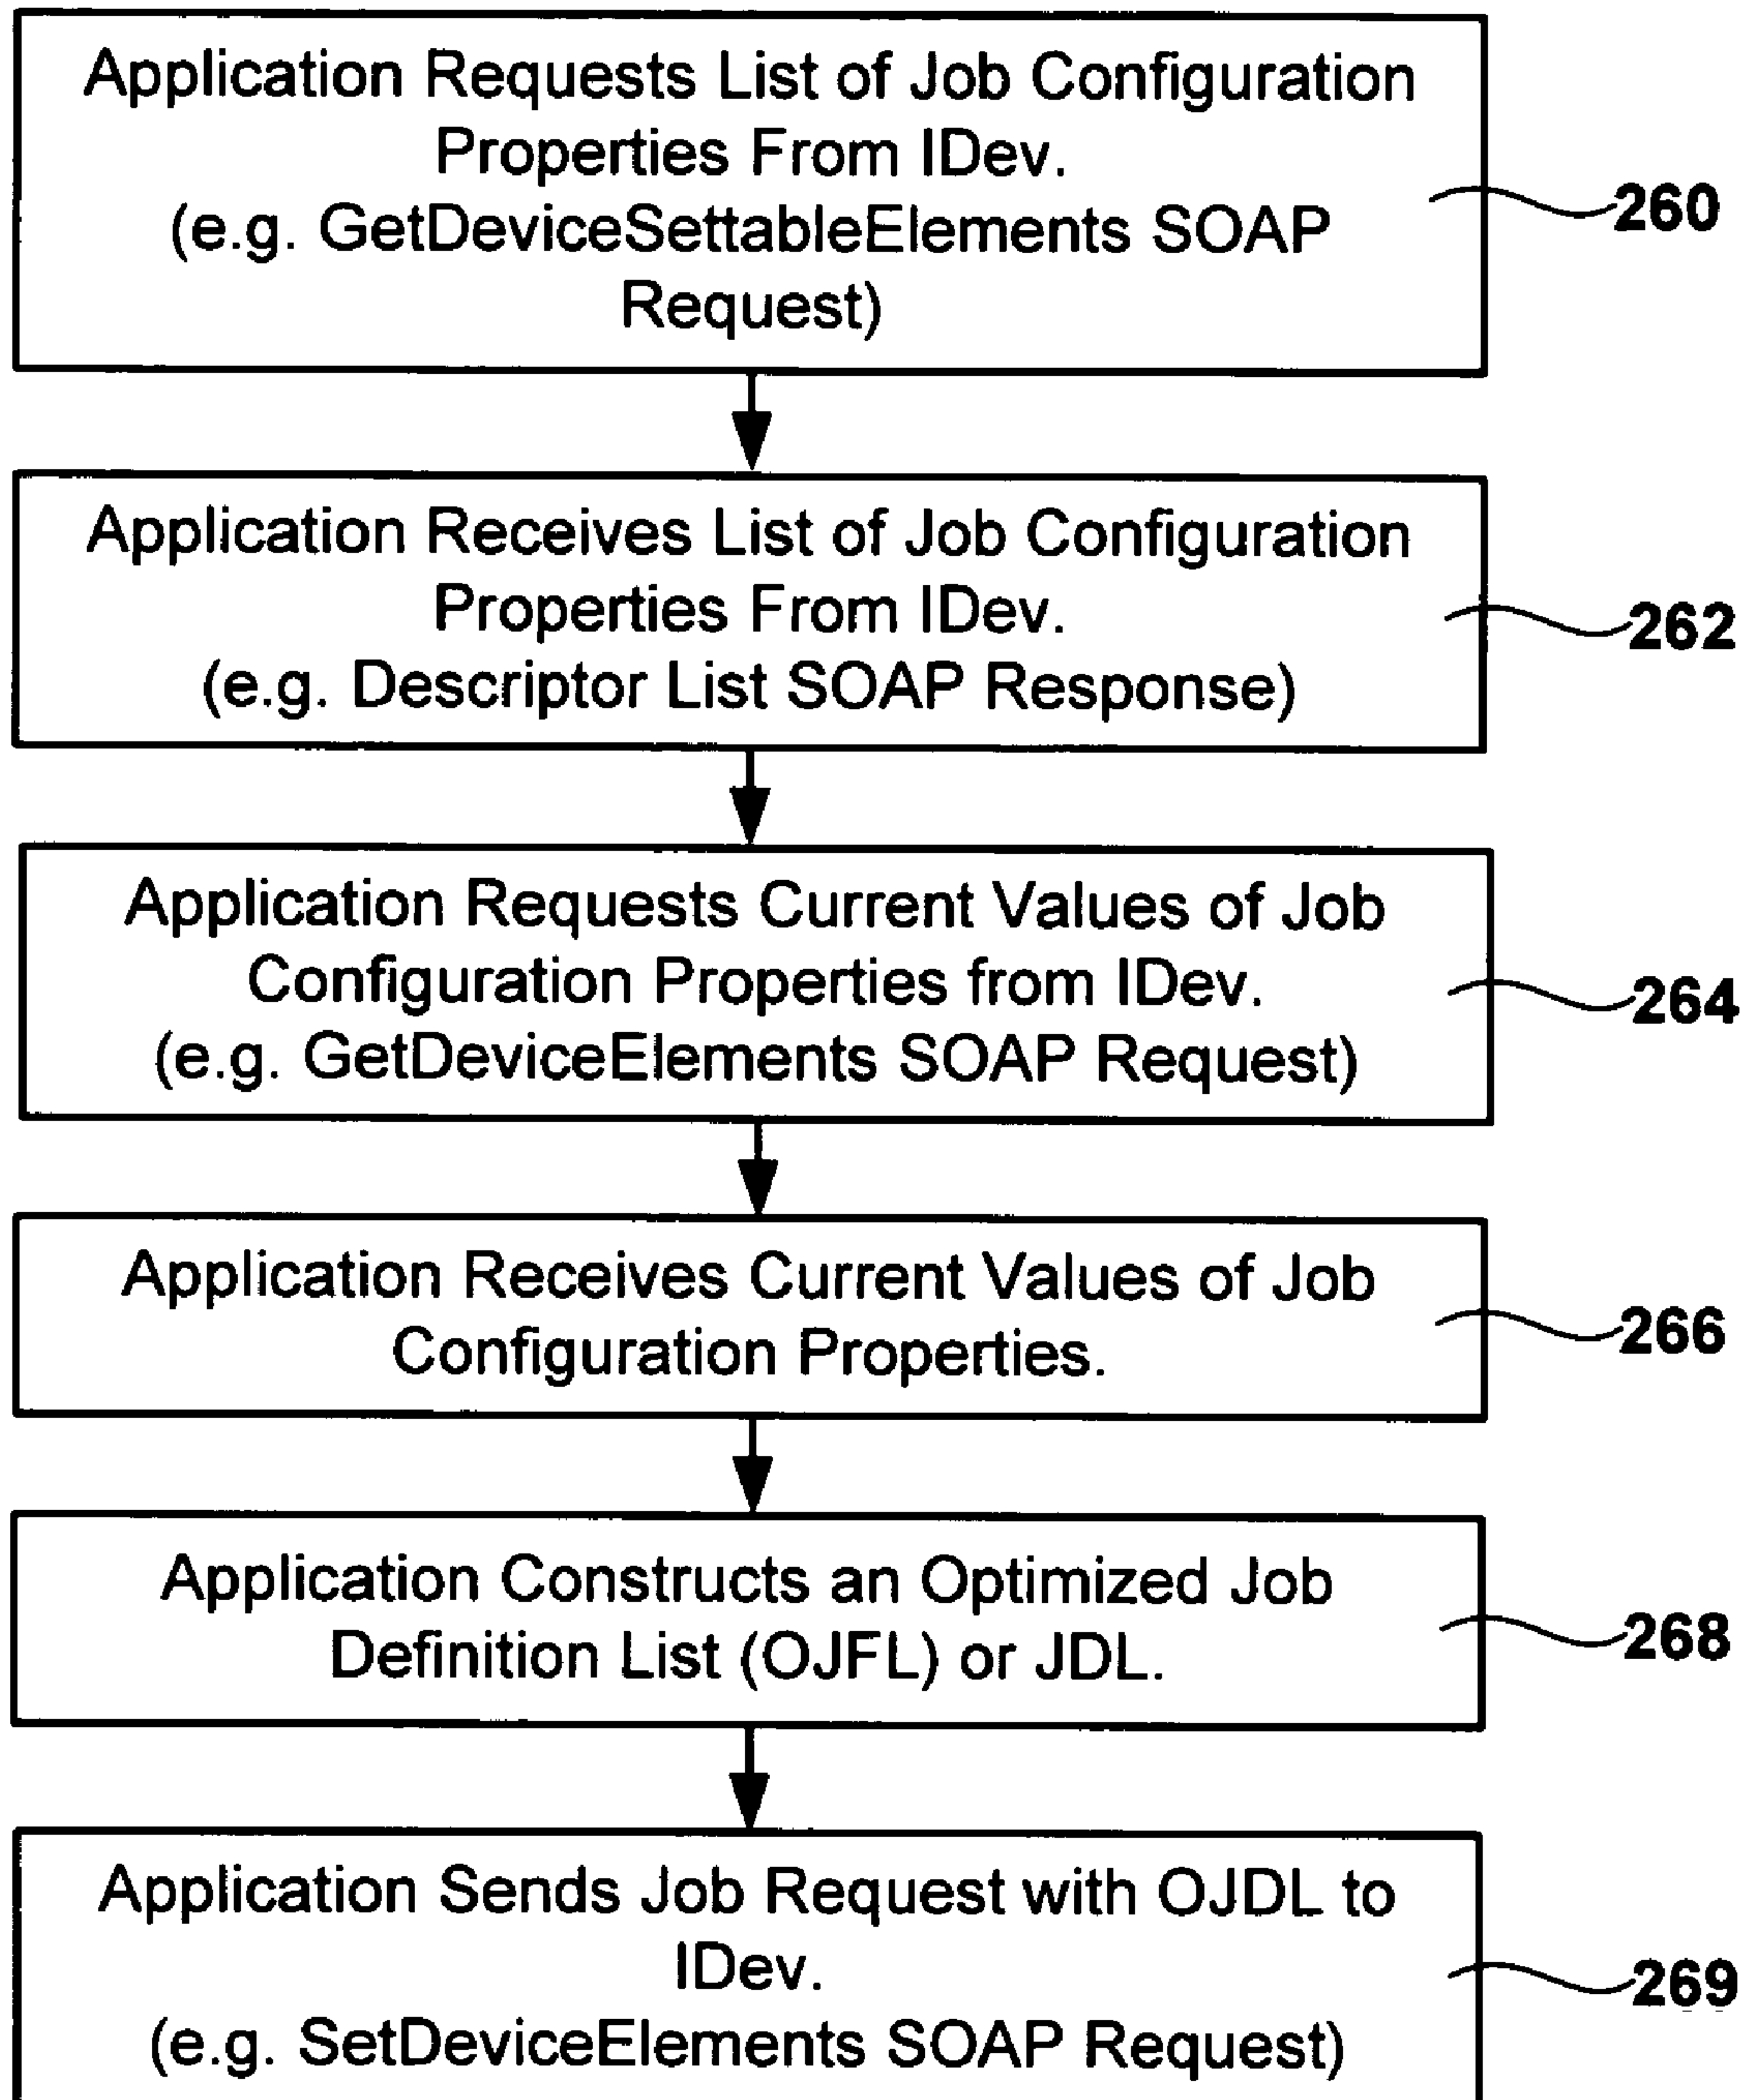 Application Requests List of Job Configuration
Properties From IDev.
(e.g. GetDeviceSettableElements SOAP
Request)
260
Application Receives List of Job Configuration
Properties From IDev.
(e.g. Descriptor List SOAP Response)
262
Application Requests Current Values of Job
Configuration Properties from IDev.
(e.g. GetDeviceElements SOAP Request)
264
Application Receives Current Values of Job
Configuration Properties.
266
Application Constructs an Optimized Job
Definition List (OJFL) or JDL.
268
Application Sends Job Request with OJDL to
IDev.
(e.g. SetDeviceElements SOAP Request)
269